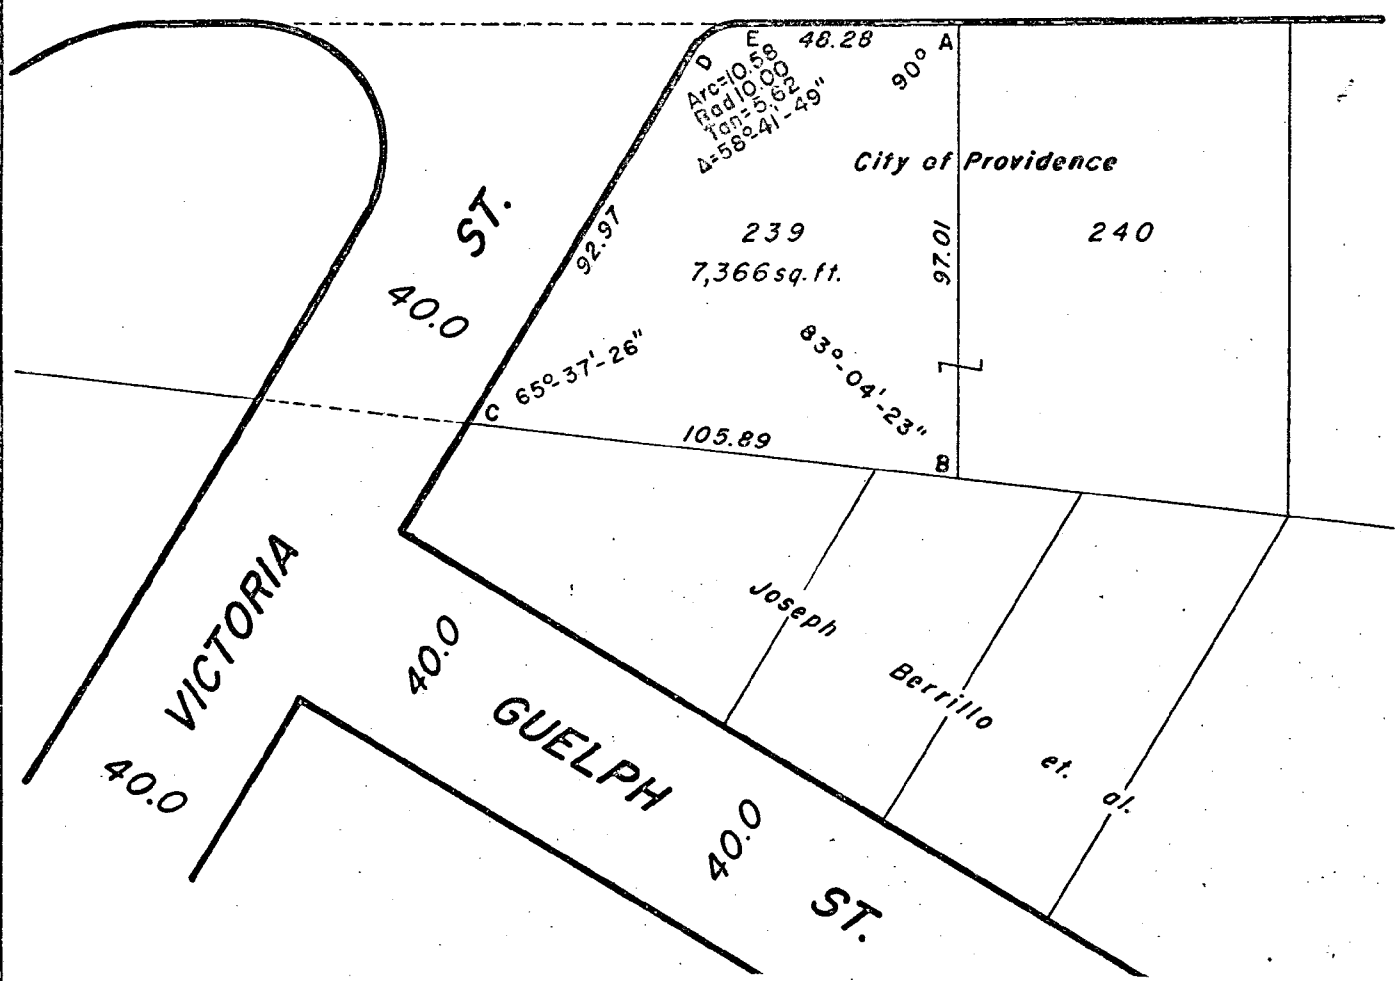 E 48.28 A
D
90°
Arc=10.58
Rad 10.00
Tan=5.62
Δ=58°-41'-49"
City of Providence
ST.
92.97
239
7,366 sq. ft.
97.01
240
40.0
65°-37'-26"
83°-04'-23"
C
105.89
B
VICTORIA
40.0
Joseph
Berrillo
et.
al.
GUELPH
40.0
40.0
ST.